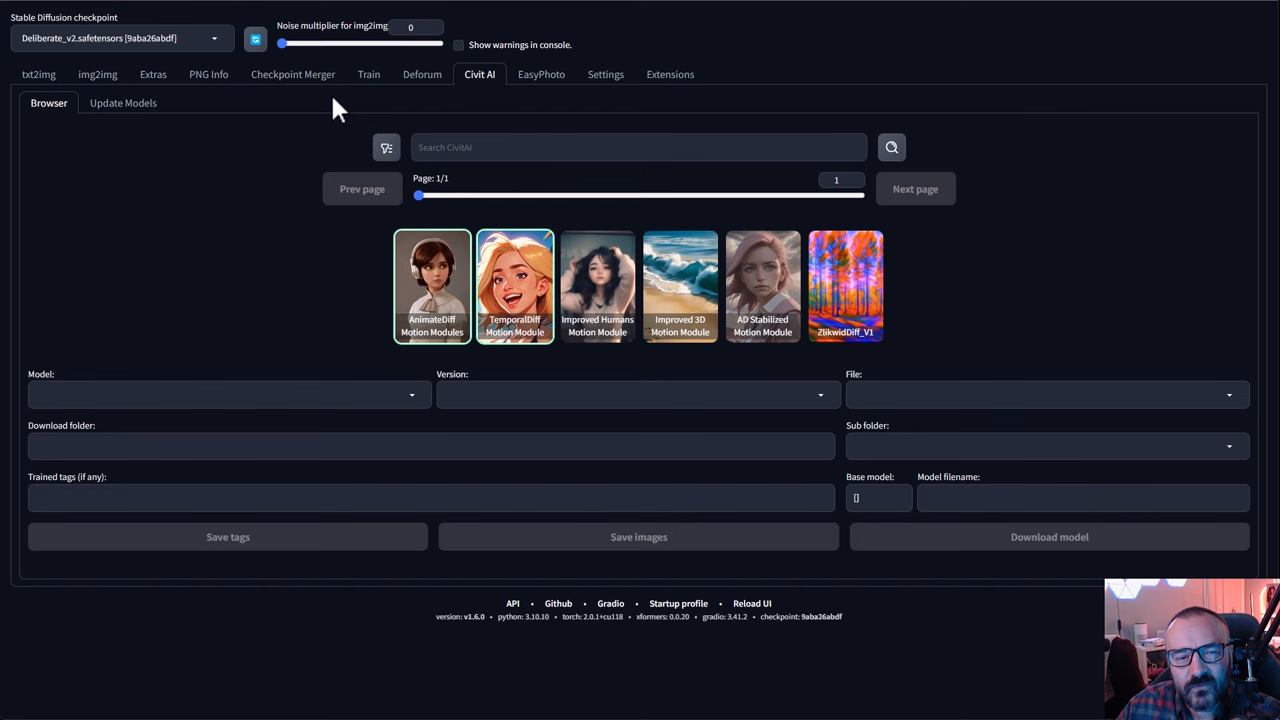 Stable Diffusion checkpoint
Deliberate_v2.safetensors [9aba26abdf]
Noise multiplier for img2img
0
Show warnings in console.
txt2img img2img Extras PNG Info Checkpoint Merger Train Deforum Civit AI EasyPhoto Settings Extensions
Browser Update Models
Search CivitAI
Prev page
Page: 1/1
1
Next page
AnimateDiff
Motion Modules
TemporalDiff
Motion Module
Improved Humans
Motion Module
Improved 3D
Motion Module
AD Stabilized
Motion Module
ZlikwidDiff_V1
Model: Version: File:
Download folder: Sub folder:
Trained tags (if any): Base model: Model filename:
[]
Save tags Save images Download model
API • Github • Gradio • Startup profile • Reload UI
version: v1.6.0 • python: 3.10.10 • torch: 2.0.1+cu118 • xformers: 0.0.20 • gradio: 3.41.2 • checkpoint: 9aba26abdf